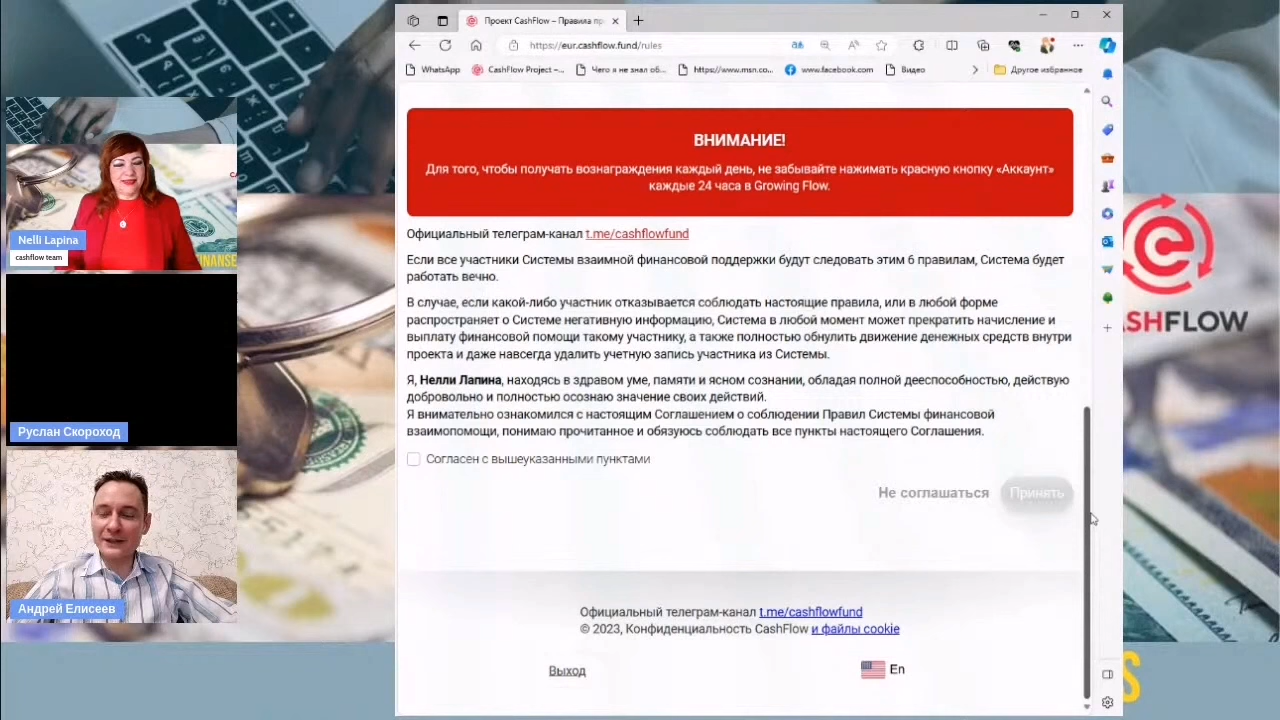 Проект CashFlow – Правила пр
https://eur.cashflow.fund/rules
WhatsApp
CashFlow Project –...
Чего я не знал об...
https://www.msn.co...
www.facebook.com
Видео
Другое избранное
ВНИМАНИЕ!
Для того, чтобы получать вознаграждения каждый день, не забывайте нажимать красную кнопку «Аккаунт»
каждые 24 часа в Growing Flow.
Официальный телеграм-канал t.me/cashflowfund
Если все участники Системы взаимной финансовой поддержки будут следовать этим 6 правилам, Система будет
работать вечно.
В случае, если какой-либо участник отказывается соблюдать настоящие правила, или в любой форме
распространяет о Системе негативную информацию, Система в любой момент может прекратить начисление и
выплату финансовой помощи такому участнику, а также полностью обнулить движение денежных средств внутри
проекта и даже навсегда удалить учетную запись участника из Системы.
Я, Нелли Лапина, находясь в здравом уме, памяти и ясном сознании, обладая полной дееспособностью, действую
добровольно и полностью осознаю значение своих действий.
Я внимательно ознакомился с настоящим Соглашением о соблюдении Правил Системы финансовой
взаимопомощи, понимаю прочитанное и обязуюсь соблюдать все пункты настоящего Соглашения.
Согласен с вышеуказанными пунктами
Не соглашаться
Принять
Официальный телеграм-канал t.me/cashflowfund
© 2023, Конфиденциальность CashFlow и файлы cookie
Выход
En
Nelli Lapina
cashflow team
Руслан Скороход
Андрей Елисеев
ASHFLOW